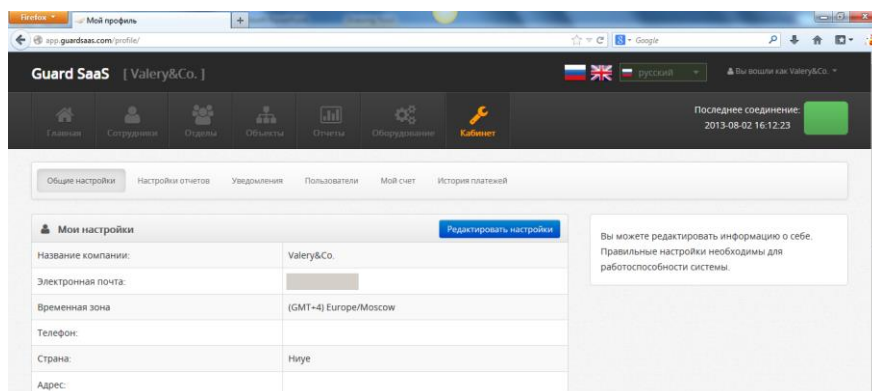 Firefox
Мой профиль
app.guardsaas.com/profile/
Google
Guard SaaS [ Valery&Co. ]
русский
Вы вошли как Valery&Co.
Главная
Сотрудники
Отделы
Объекты
Отчеты
Оборудование
Кабинет
Последнее соединение:
2013-08-02 16:12:23
Общие настройки
Настройки отчетов
Уведомления
Пользователи
Мой счет
История платежей
Мои настройки
Редактировать настройки
Название компании: Valery&Co.
Электронная почта:
Временная зона (GMT+4) Europe/Moscow
Телефон:
Страна: Ниуе
Адрес:
Вы можете редактировать информацию о себе.
Правильные настройки необходимы для
работоспособности системы.